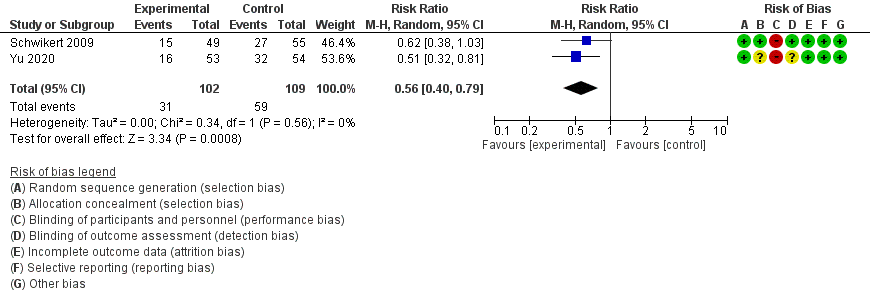 Experimental Control Risk Ratio Risk Ratio Risk of Bias
Study or Subgroup Events Total Events Total Weight M-H, Random, 95% CI M-H, Random, 95% CI A B C D E F G
Schwikert 2009 15 49 27 55 46.4% 0.62 [0.38, 1.03] + + - + + + +
Yu 2020 16 53 32 54 53.6% 0.51 [0.32, 0.81] + ? - ? + + +
Total (95% CI) 102 109 100.0% 0.56 [0.40, 0.79]
Total events 31 59
Heterogeneity: Tau² = 0.00; Chi² = 0.34, df = 1 (P = 0.56); I² = 0%
Test for overall effect: Z = 3.34 (P = 0.0008)
0.1 0.2 0.5 1 2 5 10
Favours [experimental] Favours [control]
Risk of bias legend
(A) Random sequence generation (selection bias)
(B) Allocation concealment (selection bias)
(C) Blinding of participants and personnel (performance bias)
(D) Blinding of outcome assessment (detection bias)
(E) Incomplete outcome data (attrition bias)
(F) Selective reporting (reporting bias)
(G) Other bias